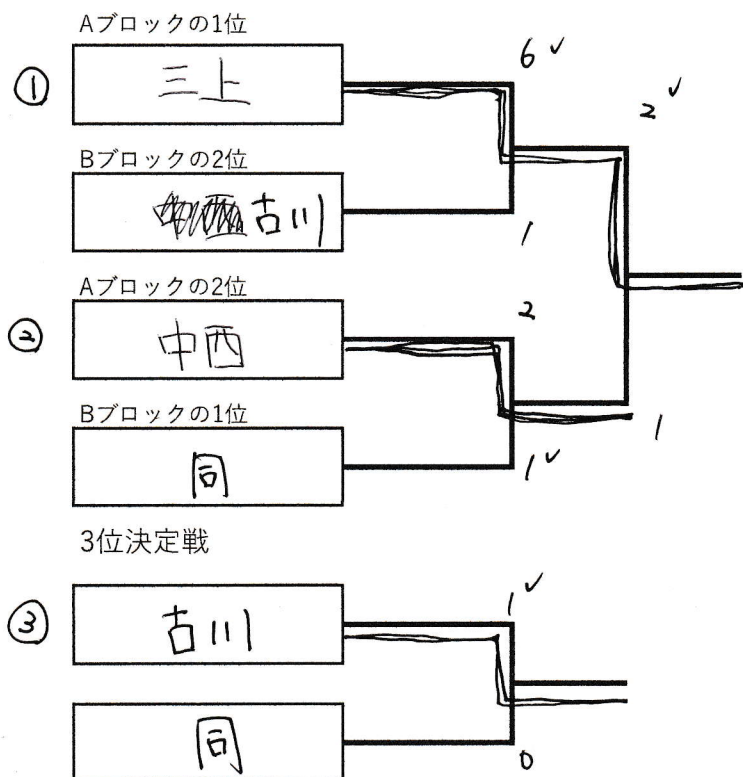 Aブロックの1位
① 三上
6✓
2✓
Bブロックの2位
古川
1
Aブロックの2位
② 中西
2
Bブロックの1位
同
1✓
1
3位決定戦
③ 古川
1✓
同
0